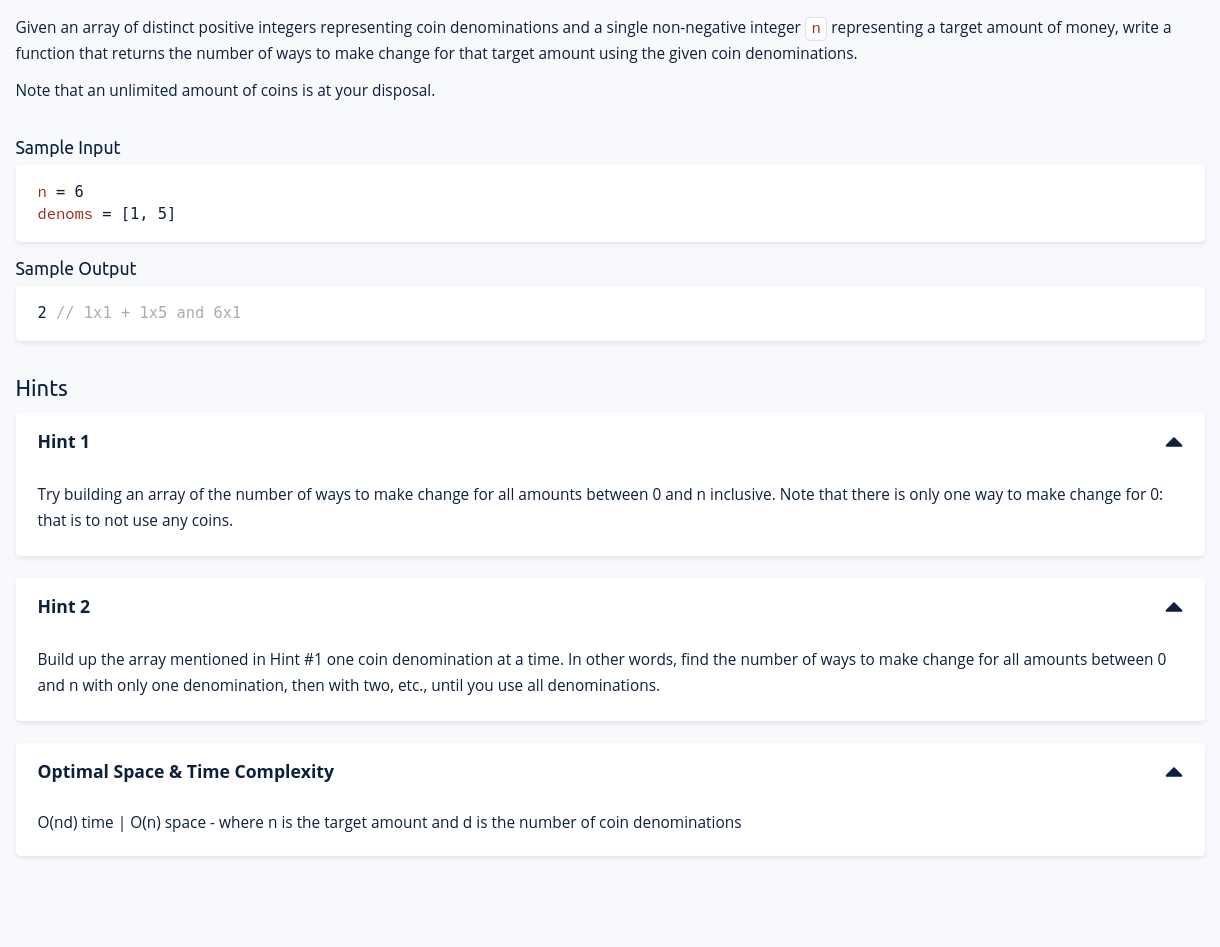 Given an array of distinct positive integers representing coin denominations and a single non-negative integer n representing a target amount of money, write a
function that returns the number of ways to make change for that target amount using the given coin denominations.
Note that an unlimited amount of coins is at your disposal.
Sample Input
n = 6
denoms = [1, 5]
Sample Output
2 // 1x1 + 1x5 and 6x1
Hints
Hint 1
Try building an array of the number of ways to make change for all amounts between 0 and n inclusive. Note that there is only one way to make change for 0:
that is to not use any coins.
Hint 2
Build up the array mentioned in Hint #1 one coin denomination at a time. In other words, find the number of ways to make change for all amounts between 0
and n with only one denomination, then with two, etc., until you use all denominations.
Optimal Space & Time Complexity
O(nd) time | O(n) space - where n is the target amount and d is the number of coin denominations